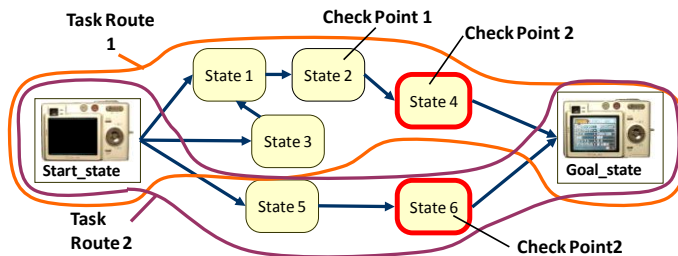 Task Route
1
Check Point 1
Check Point 2
State 1
State 2
State 4
State 3
Start_state
Goal_state
State 5
State 6
Task
Route 2
Check Point2